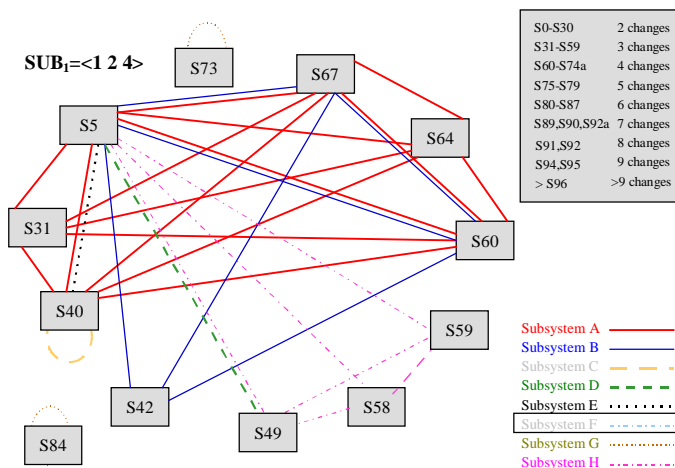 SUB1=<1 2 4>
S73
S67
S5
S64
S31
S60
S40
S59
S42
S49
S58
S84
S0-S30 2 changes
S31-S59 3 changes
S60-S74a 4 changes
S75-S79 5 changes
S80-S87 6 changes
S89,S90,S92a 7 changes
S91,S92 8 changes
S94,S95 9 changes
> S96 >9 changes
Subsystem A
Subsystem B
Subsystem C
Subsystem D
Subsystem E
Subsystem F
Subsystem G
Subsystem H